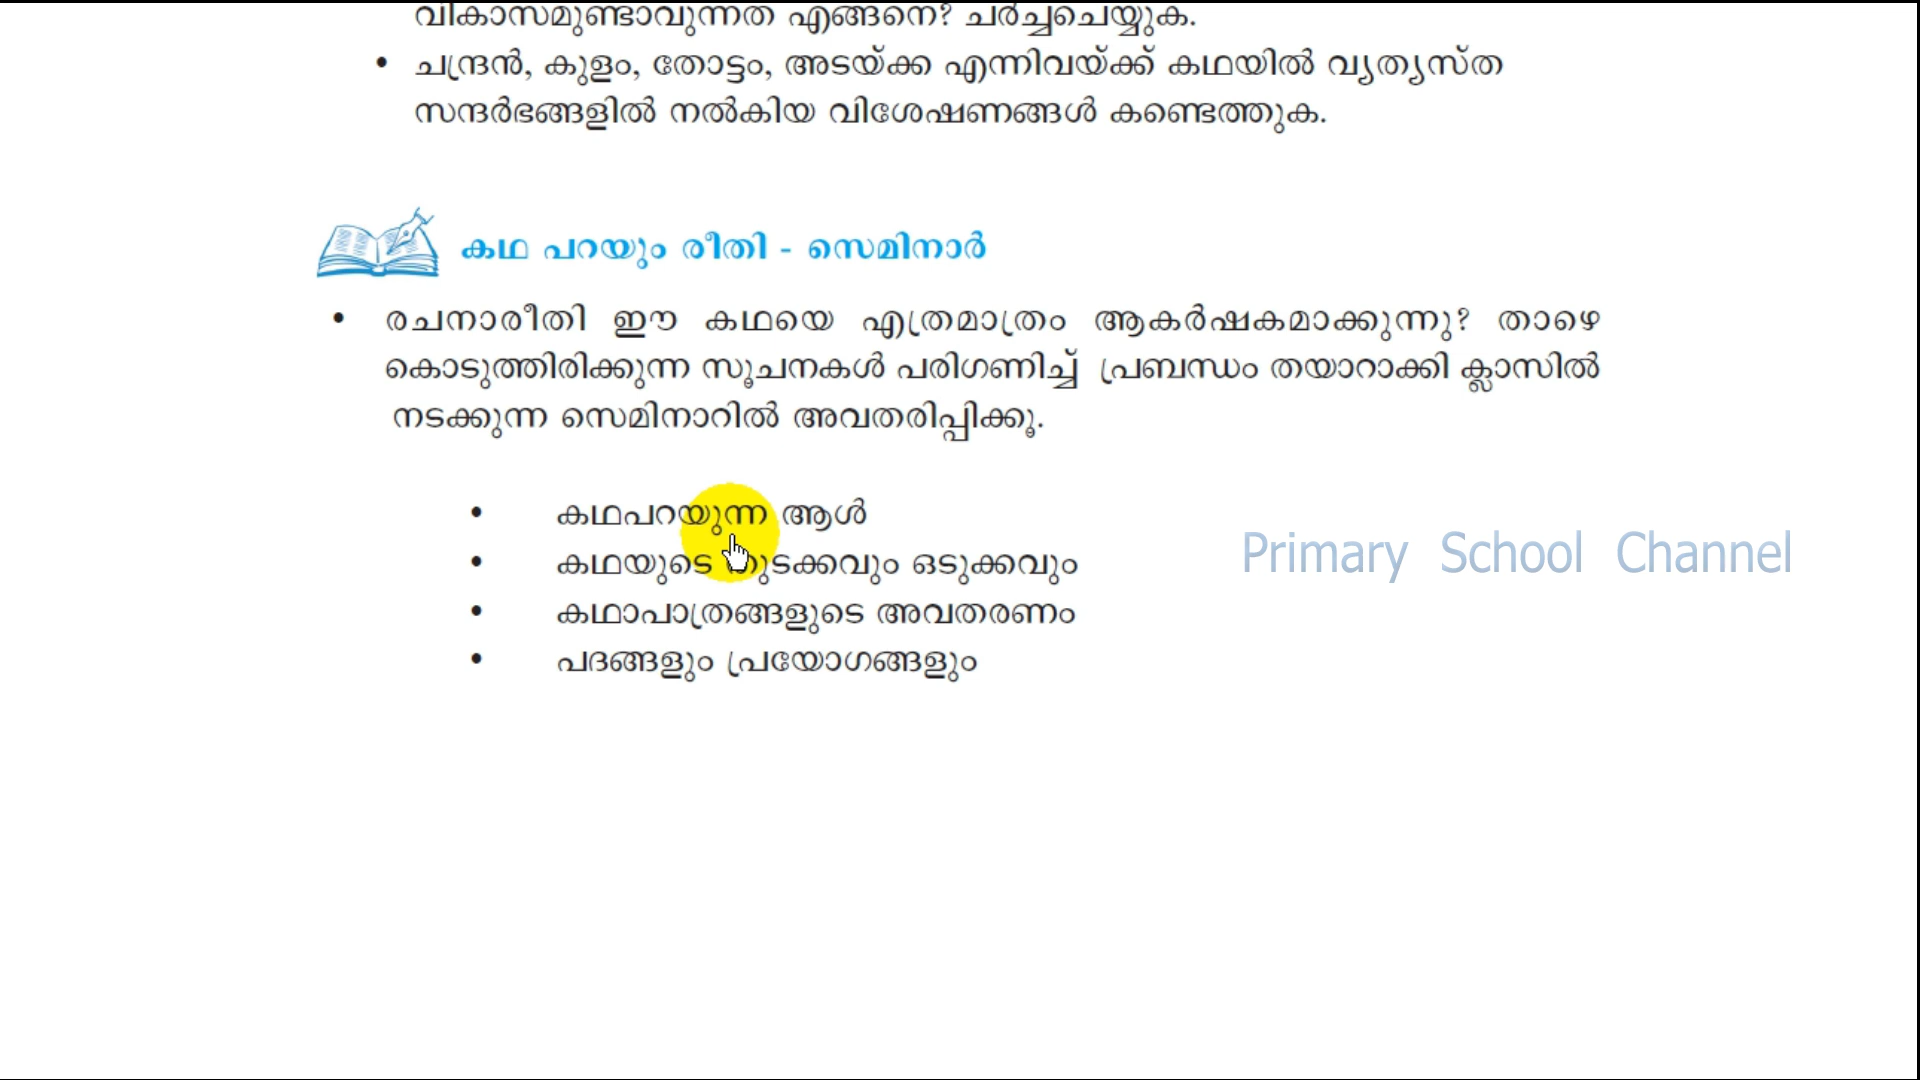 വികാസമുണ്ടാവുന്നത് എങ്ങനെ? ചർച്ചചെയ്യുക.
• ചന്ദ്രൻ, കുളം, തോട്ടം, അടയ്ക്ക എന്നിവയ്ക്ക് കഥയിൽ വ്യത്യസ്ത
സന്ദർഭങ്ങളിൽ നൽകിയ വിശേഷണങ്ങൾ കണ്ടെത്തുക.
കഥ പറയും രീതി - സെമിനാർ
• രചനാരീതി ഈ കഥയെ എത്രമാത്രം ആകർഷകമാക്കുന്നു? താഴെ
കൊടുത്തിരിക്കുന്ന സൂചനകൾ പരിഗണിച്ച് പ്രബന്ധം തയാറാക്കി ക്ലാസിൽ
നടക്കുന്ന സെമിനാറിൽ അവതരിപ്പിക്കൂ.
• കഥപറയുന്ന ആൾ
• കഥയുടെ തുടക്കവും ഒടുക്കവും
• കഥാപാത്രങ്ങളുടെ അവതരണം
• പദങ്ങളും പ്രയോഗങ്ങളും
Primary School Channel